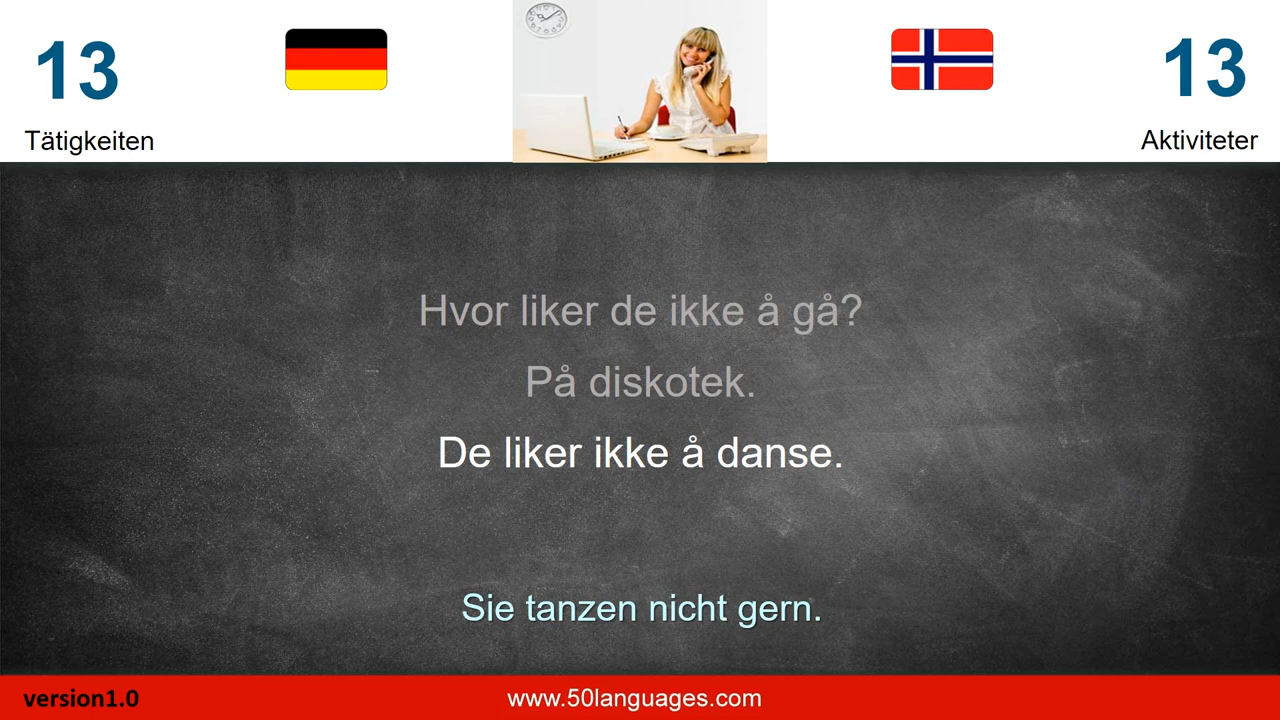 13
Tätigkeiten
13
Aktiviteter
Hvor liker de ikke å gå?
På diskotek.
De liker ikke å danse.
Sie tanzen nicht gern.
version1.0
www.50languages.com